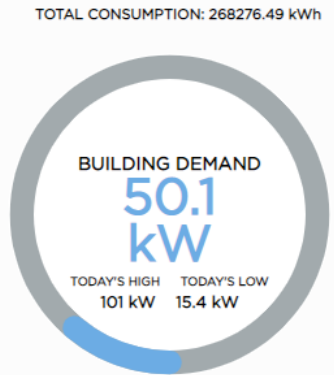 TOTAL CONSUMPTION: 268276.49 kWh
BUILDING DEMAND
50.1
kW
TODAY'S HIGH TODAY'S LOW
101 kW 15.4 kW